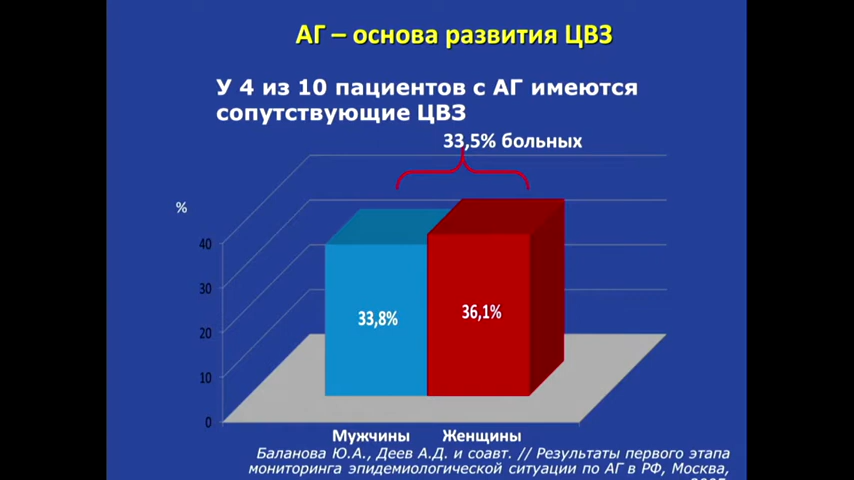 АГ – основа развития ЦВЗ
У 4 из 10 пациентов с АГ имеются
сопутствующие ЦВЗ
33,5% больных
%
40
30
20
10
0
33,8%
36,1%
Мужчины
Женщины
Баланова Ю.А., Деев А.Д. и соавт. // Результаты первого этапа
мониторинга эпидемиологической ситуации по АГ в РФ, Москва,